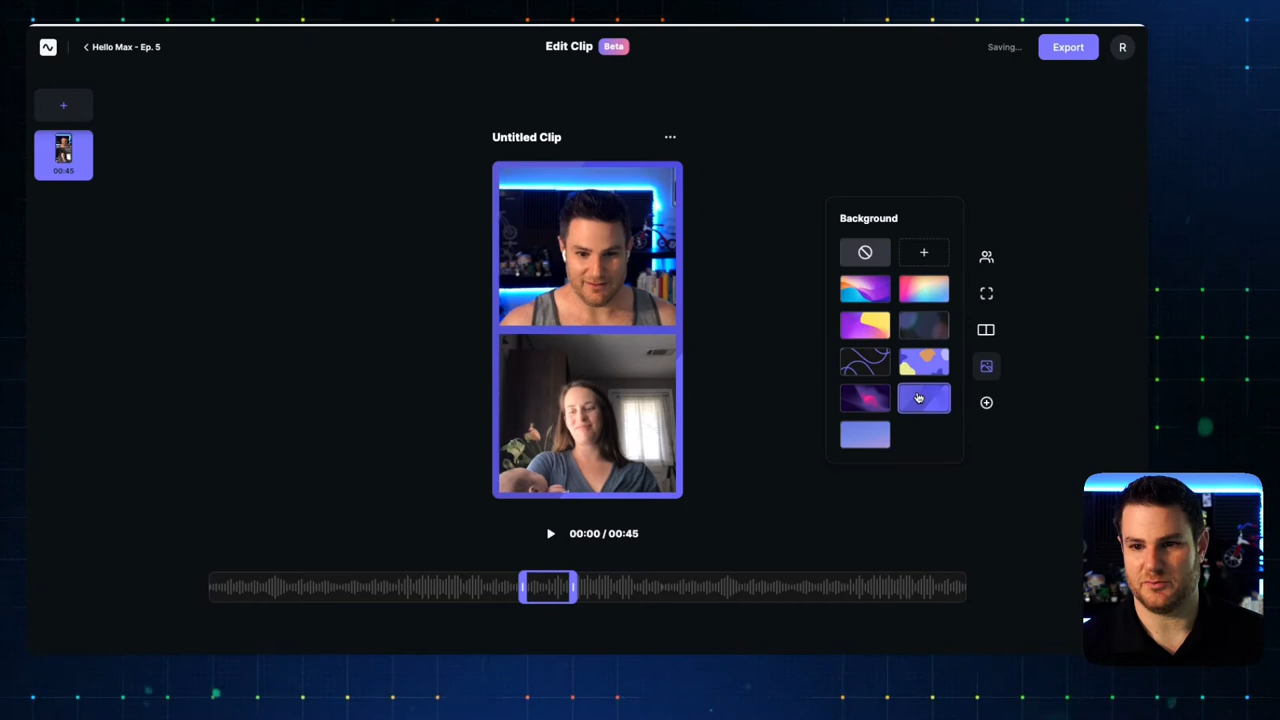 Hello Max - Ep. 5
Edit Clip Beta
Saving...
Export
R
00:45
Untitled Clip
Background
00:00 / 00:45